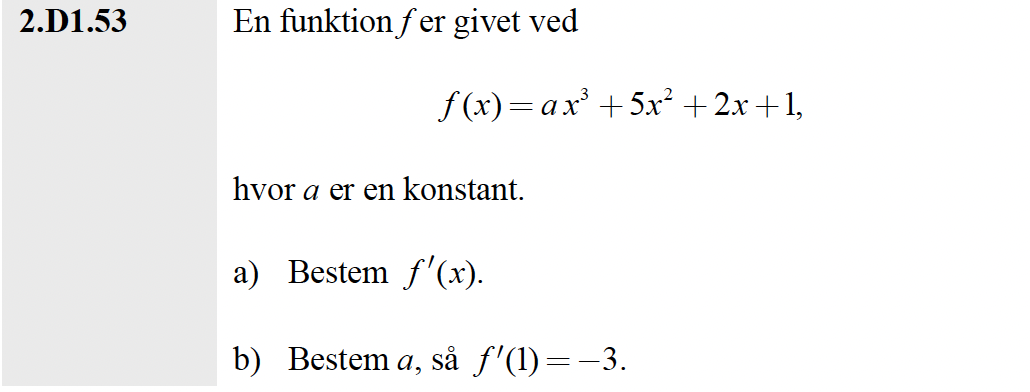 2.D1.53 En funktion f er givet ved
f(x) = ax³ + 5x² + 2x + 1,
hvor a er en konstant.
a) Bestem f'(x).
b) Bestem a, så f'(1) = −3.